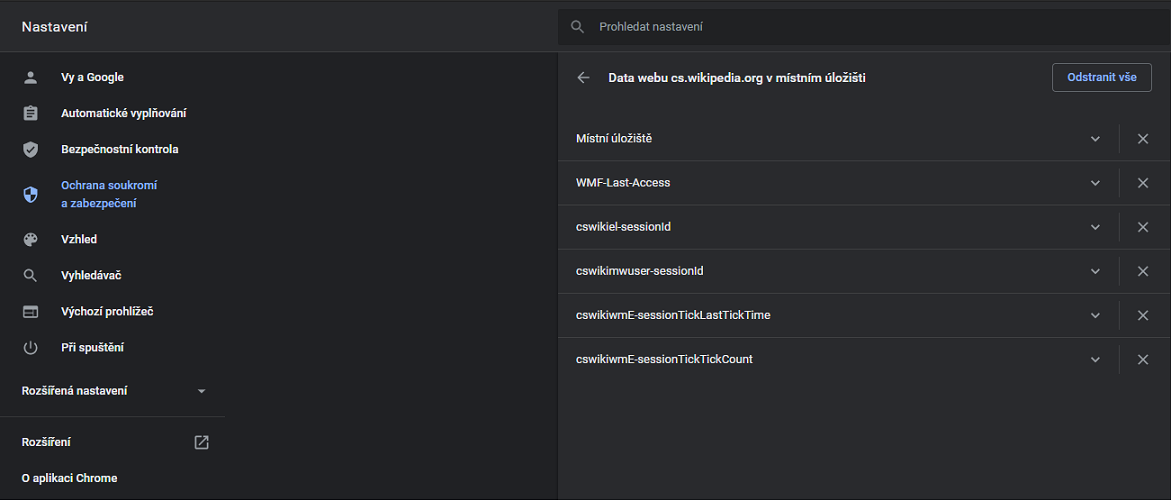 Nastavení
Prohledat nastavení
Vy a Google
Automatické vyplňování
Bezpečnostní kontrola
Ochrana soukromí
a zabezpečení
Vzhled
Vyhledávač
Výchozí prohlížeč
Při spuštění
Rozšířená nastavení
Rozšíření
O aplikaci Chrome
Data webu cs.wikipedia.org v místním úložišti
Odstranit vše
Místní úložiště
WMF-Last-Access
cswikiel-sessionId
cswikimwuser-sessionId
cswikiwmE-sessionTickLastTickTime
cswikiwmE-sessionTickTickCount